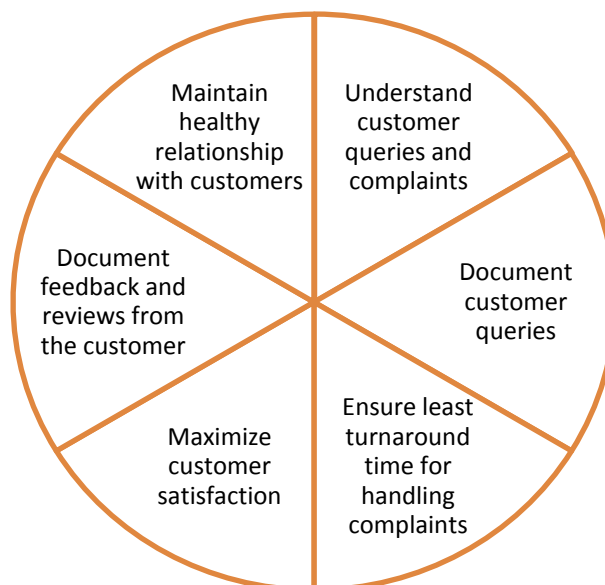 Maintain
healthy
relationship
with customers
Understand
customer
queries and
complaints
Document
customer
queries
Ensure least
turnaround
time for
handling
complaints
Maximize
customer
satisfaction
Document
feedback and
reviews from
the customer